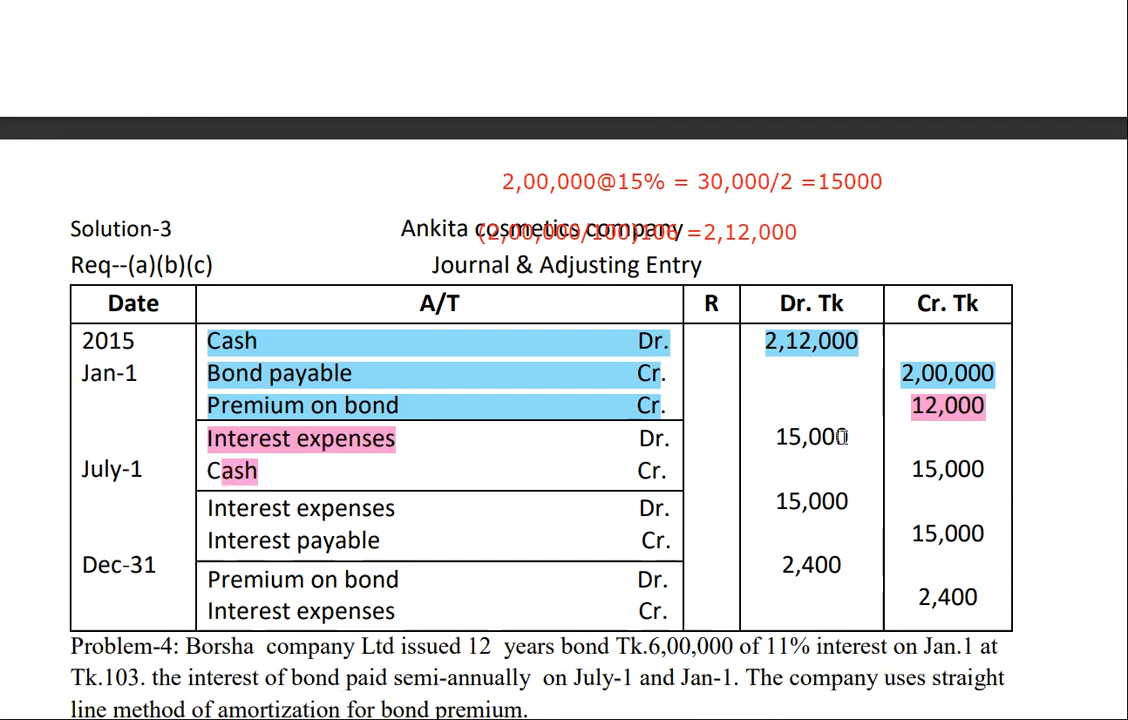 2,00,000@15% = 30,000/2 =15000
Solution-3 Ankita cosmetics company
(2,00,000/100)106 =2,12,000
Req--(a)(b)(c) Journal & Adjusting Entry
Date A/T R Dr. Tk Cr. Tk
2015 Cash Dr. 2,12,000
Jan-1 Bond payable Cr. 2,00,000
Premium on bond Cr. 12,000
Interest expenses Dr. 15,000
July-1 Cash Cr. 15,000
Interest expenses Dr. 15,000
Interest payable Cr. 15,000
Dec-31 2,400
Premium on bond Dr.
Interest expenses Cr. 2,400
Problem-4: Borsha company Ltd issued 12 years bond Tk.6,00,000 of 11% interest on Jan.1 at
Tk.103. the interest of bond paid semi-annually on July-1 and Jan-1. The company uses straight
line method of amortization for bond premium.